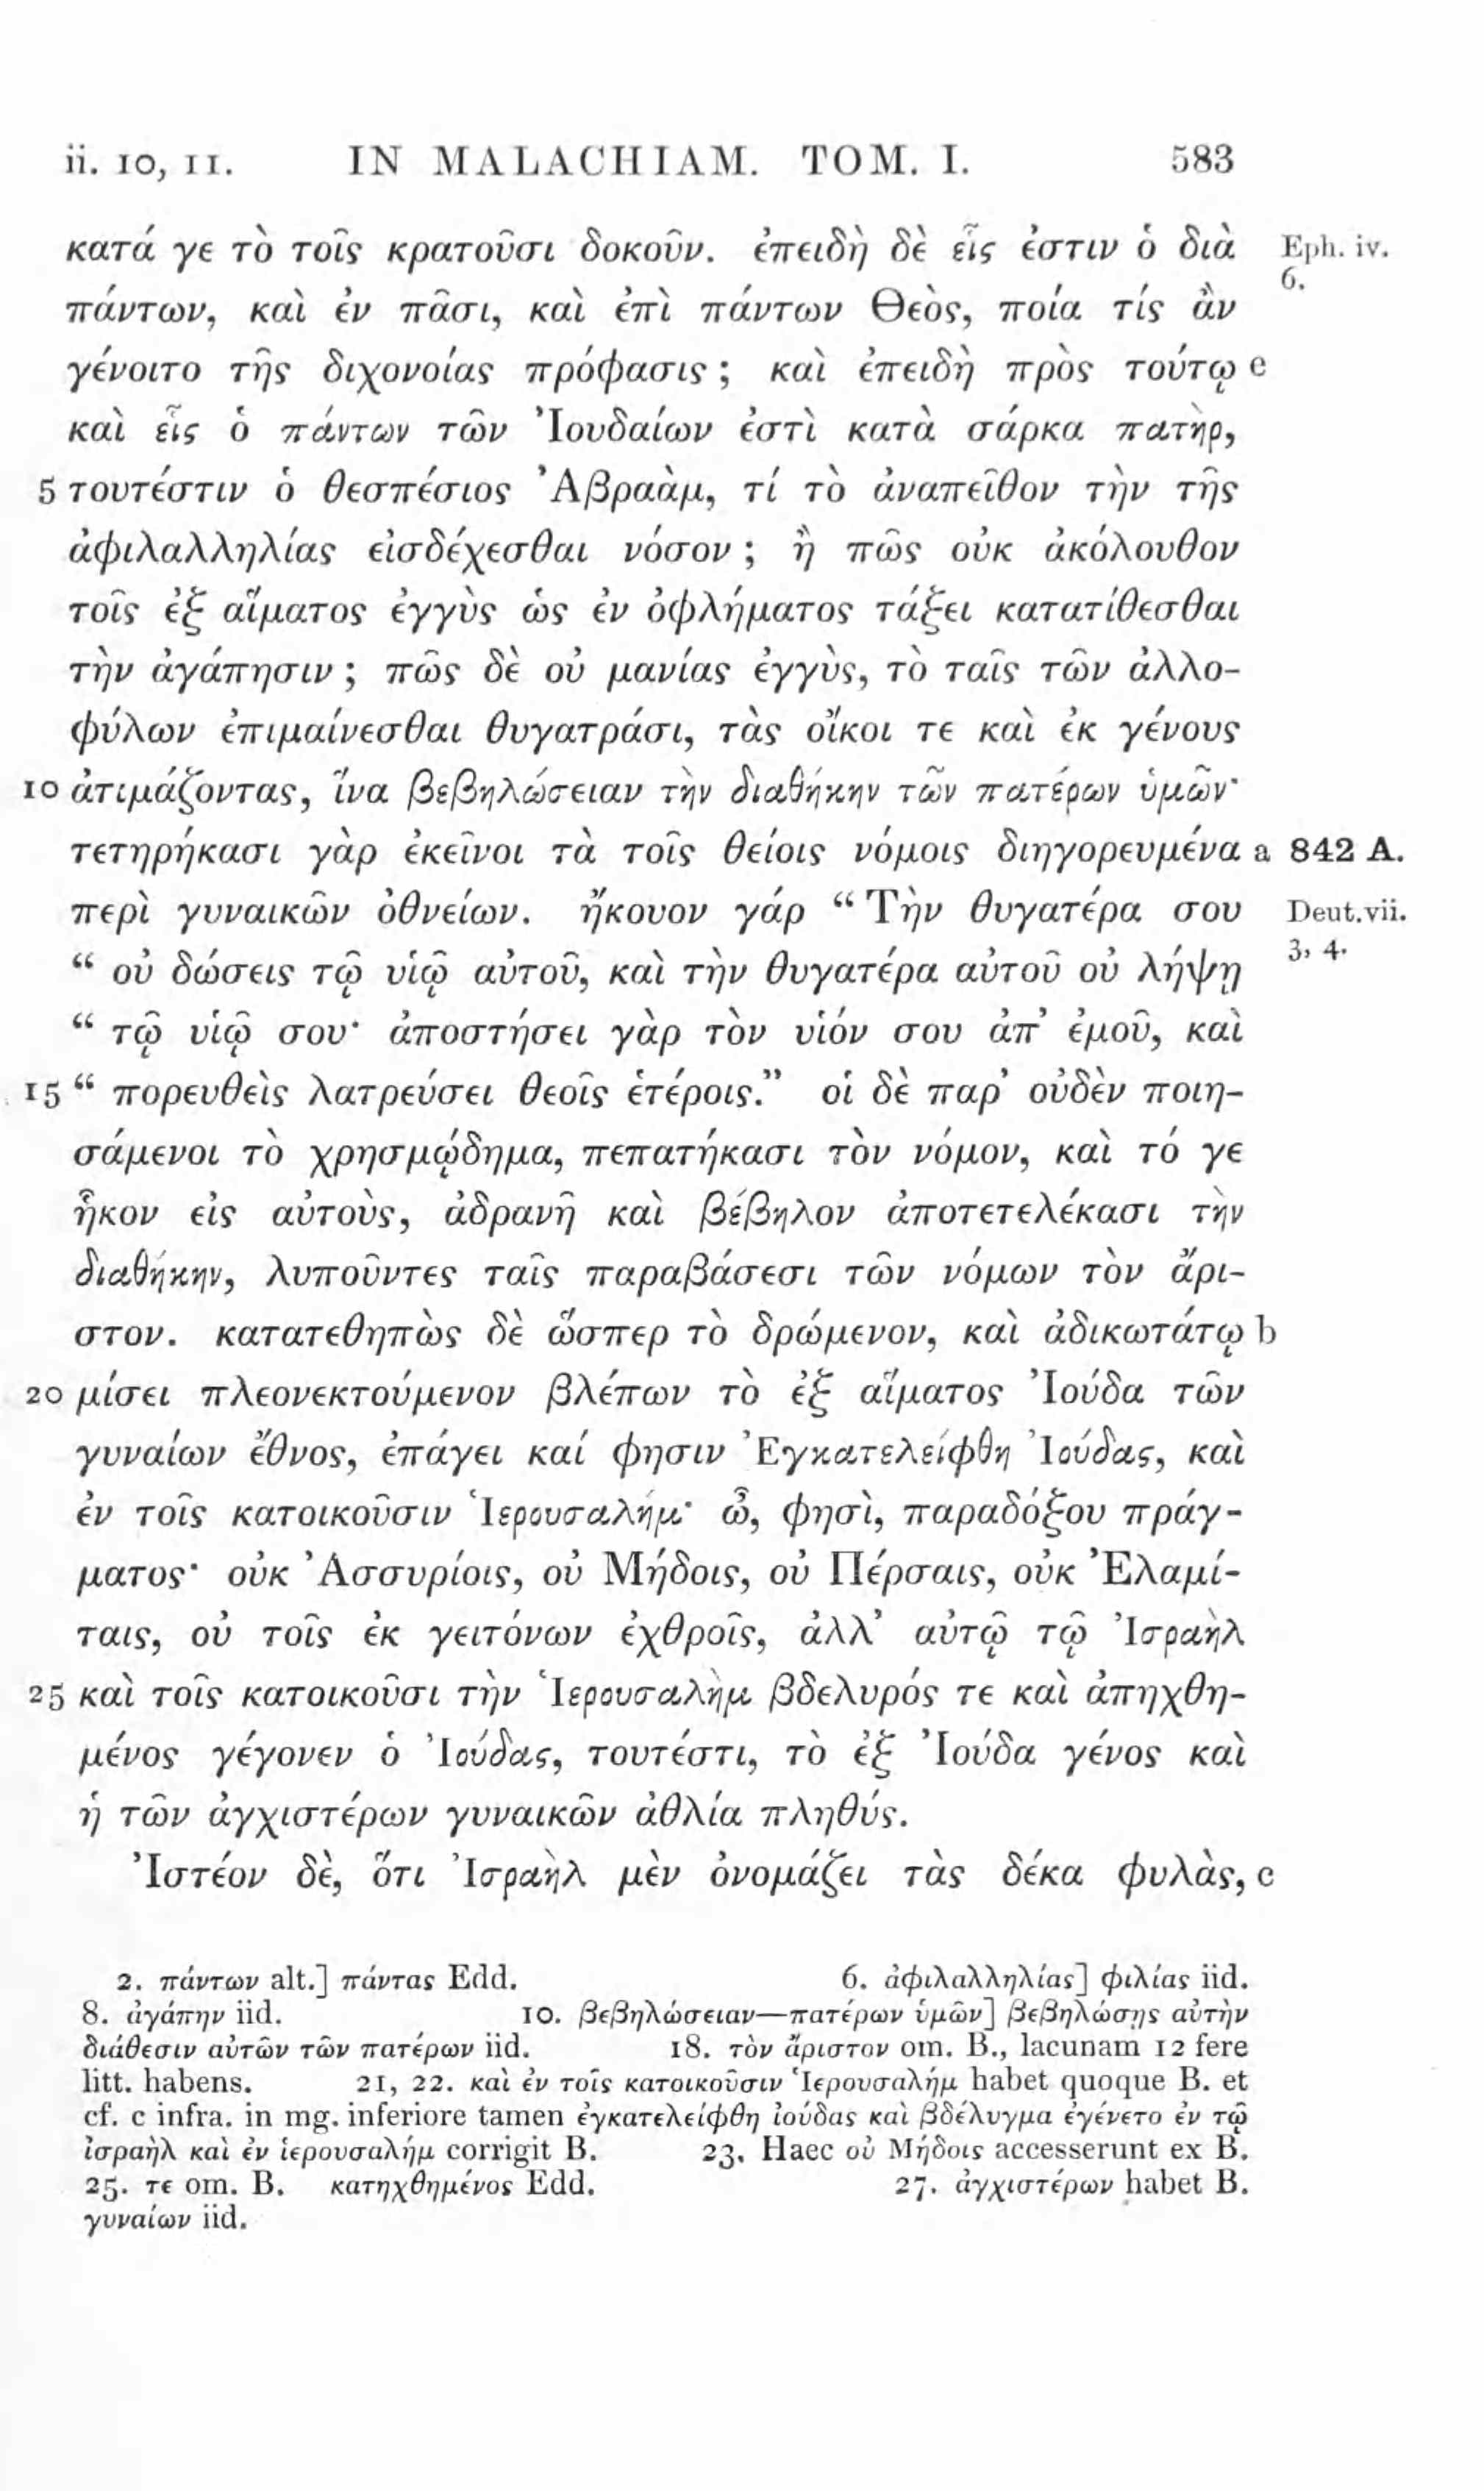 ii. 10, 11. IN MALACHIAM. TOM. I. 583
κατά γε τὸ τοῖς κρατοῦσι δοκοῦν. ἐπειδὴ δὲ εἷς ἐστιν ὁ διὰ Eph. iv.
6.
πάντων, καὶ ἐν πᾶσι, καὶ ἐπὶ πάντων Θεὸς, ποία τίς ἂν
γένοιτο τῆς διχονοίας πρόφασις; καὶ ἐπειδὴ πρὸς τούτῳ e
καὶ εἷς ὁ πάντων τῶν Ἰουδαίων ἐστὶ κατὰ σάρκα πατὴρ,
5 τουτέστιν ὁ θεσπέσιος Ἀβραὰμ, τί τὸ ἀναπεῖθον τὴν τῆς
ἀφιλαλληλίας εἰσδέχεσθαι νόσον; ἢ πῶς οὐκ ἀκόλουθον
τοῖς ἐξ αἵματος ἐγγὺς ὡς ἐν ὀφλήματος τάξει κατατίθεσθαι
τὴν ἀγάπησιν; πῶς δὲ οὐ μανίας ἐγγὺς, τὸ ταῖς τῶν ἀλλο-
φύλων ἐπιμαίνεσθαι θυγατράσι, τὰς οἴκοι τε καὶ ἐκ γένους
10 ἀτιμάζοντας, ἵνα βεβηλώσειαν τὴν διαθήκην τῶν πατέρων ὑμῶν·
τετηρήκασι γὰρ ἐκεῖνοι τὰ τοῖς θείοις νόμοις διηγορευμένα a 842 A.
περὶ γυναικῶν ὀθνείων. ἤκουον γάρ “ Τὴν θυγατέρα σου Deut.vii.
3, 4.
“ οὐ δώσεις τῷ υἱῷ αὐτοῦ, καὶ τὴν θυγατέρα αὐτοῦ οὐ λήψῃ
“ τῷ υἱῷ σου· ἀποστήσει γὰρ τὸν υἱόν σου ἀπ’ ἐμοῦ, καὶ
15 “ πορευθεὶς λατρεύσει θεοῖς ἑτέροις.” οἱ δὲ παρ’ οὐδὲν ποιη-
σάμενοι τὸ χρησμῴδημα, πεπατήκασι τὸν νόμον, καὶ τό γε
ἧκον εἰς αὐτοὺς, ἀδρανῆ καὶ βέβηλον ἀποτετελέκασι τὴν
διαθήκην, λυποῦντες ταῖς παραβάσεσι τῶν νόμων τὸν ἄρι-
στον. κατατεθηπὼς δὲ ὥσπερ τὸ δρώμενον, καὶ ἀδικωτάτῳ b
20 μίσει πλεονεκτούμενον βλέπων τὸ ἐξ αἵματος Ἰούδα τῶν
γυναίων ἔθνος, ἐπάγει καί φησιν Ἐγκατελείφθη Ἰούδας, καὶ
ἐν τοῖς κατοικοῦσιν Ἱερουσαλήμ· ὢ, φησὶ, παραδόξου πράγ-
ματος· οὐκ Ἀσσυρίοις, οὐ Μήδοις, οὐ Πέρσαις, οὐκ Ἐλαμί-
ταις, οὐ τοῖς ἐκ γειτόνων ἐχθροῖς, ἀλλ’ αὐτῷ τῷ Ἰσραὴλ
25 καὶ τοῖς κατοικοῦσι τὴν Ἱερουσαλὴμ βδελυρός τε καὶ ἀπηχθη-
μένος γέγονεν ὁ Ἰούδας, τουτέστι, τὸ ἐξ Ἰούδα γένος καὶ
ἡ τῶν ἀγχιστέρων γυναικῶν ἀθλία πληθύς.
Ἰστέον δὲ, ὅτι Ἰσραὴλ μὲν ὀνομάζει τὰς δέκα φυλὰς, c
2. πάντων alt.] πάντας Edd. 6. ἀφιλαλληλίας] φιλίας iid.
8. ἀγάπην iid. 10. βεβηλώσειαν—πατέρων ὑμῶν] βεβηλώσῃς αὐτὴν
διάθεσιν αὐτῶν τῶν πατέρων iid. 18. τὸν ἄριστον om. B., lacunam 12 fere
litt. habens. 21, 22. καὶ ἐν τοῖς κατοικοῦσιν Ἱερουσαλήμ habet quoque B. et
cf. c infra. in mg. inferiore tamen ἐγκατελείφθη ἰούδας καὶ βδέλυγμα ἐγένετο ἐν τῷ
ἰσραὴλ καὶ ἐν ἱερουσαλήμ corrigit B. 23. Haec οὐ Μήδοις accesserunt ex B.
25. τε om. B. κατηχθημένος Edd. 27. ἀγχιστέρων habet B.
γυναίων iid.